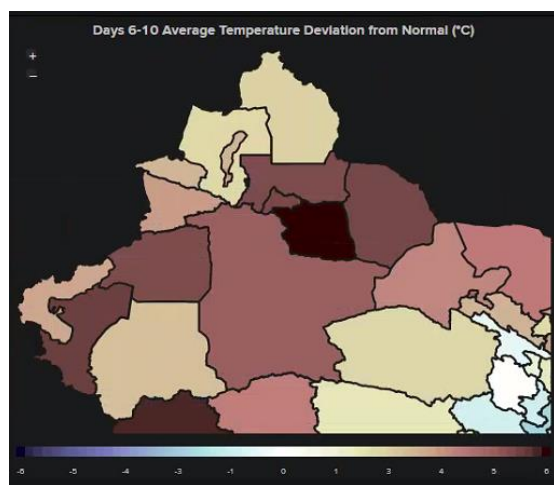 Days 6-10 Average Temperature Deviation from Normal (°C)
+
−
-6 -5 -4 -3 -1 0 1 3 4 5 6